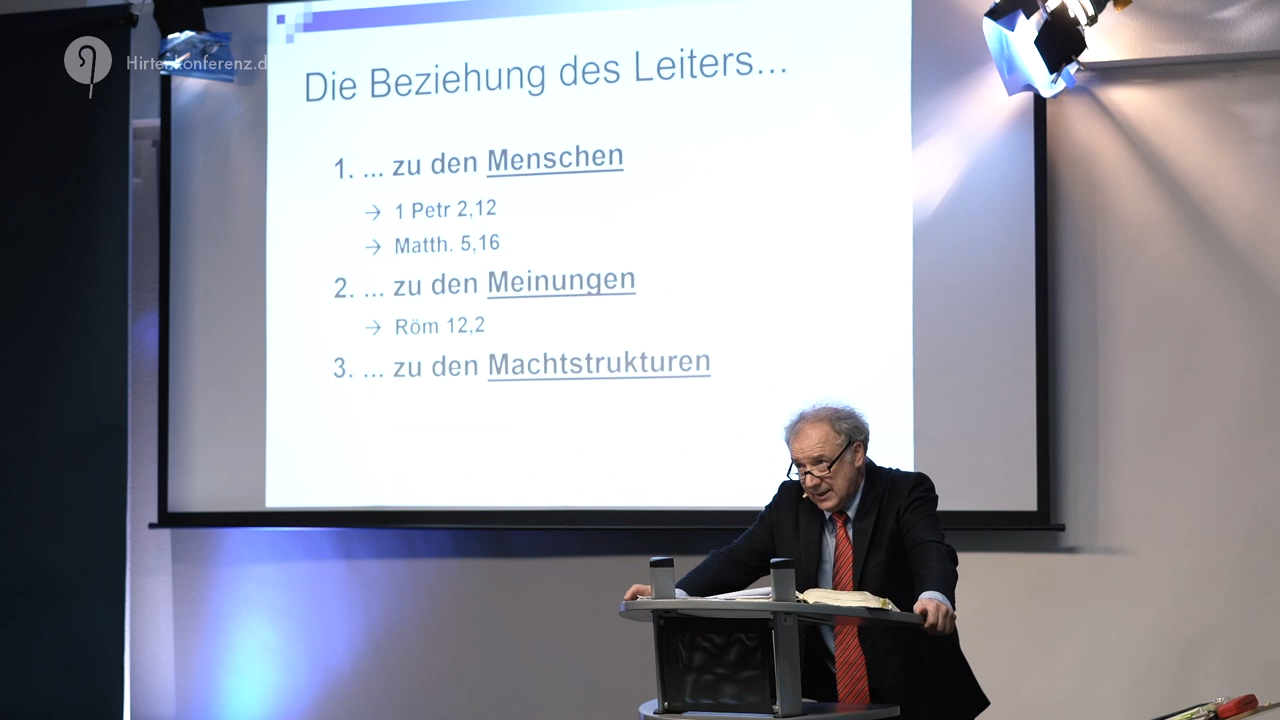 Hirtenkonferenz.d
Die Beziehung des Leiters...
1. ... zu den Menschen
→ 1 Petr 2,12
→ Matth. 5,16
2. ... zu den Meinungen
→ Röm 12,2
3. ... zu den Machtstrukturen